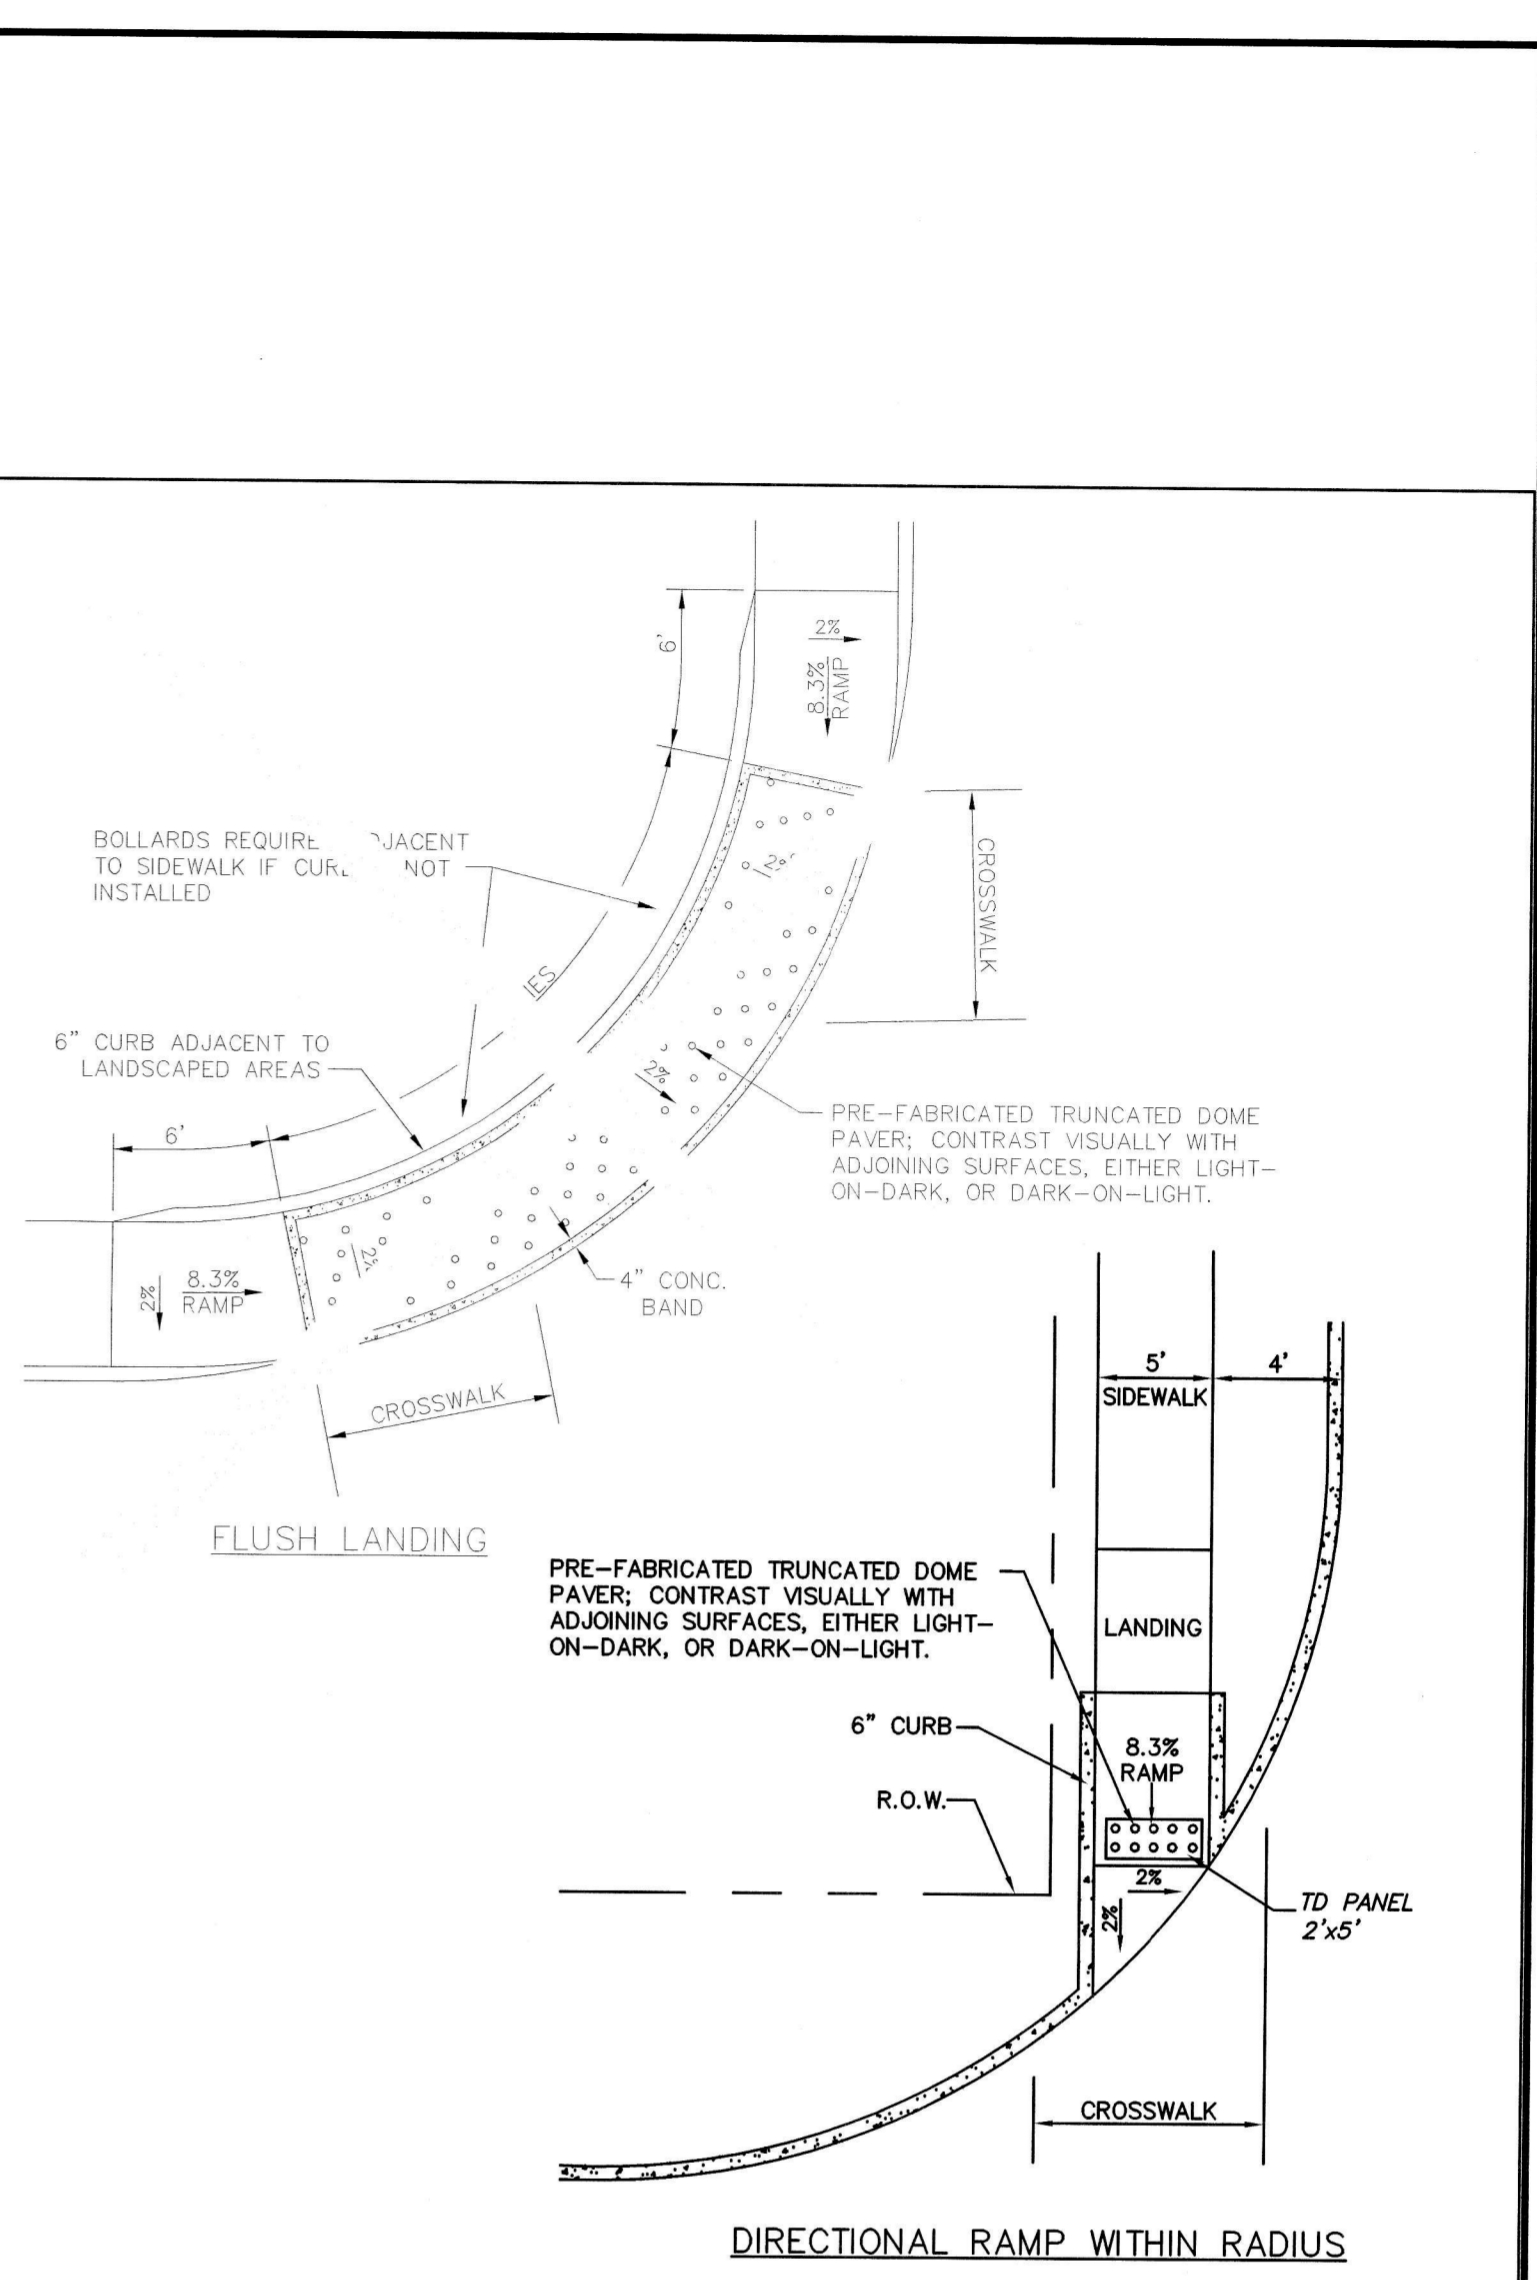 2%
8.3%
RAMP
6'
BOLLARDS
TO SIDEWALK IF NOT
INSTALLED
2%
CROSSWALK
6" CURB ADJACENT TO
LANDSCAPED AREAS
2%
6'
PRE-FABRICATED TRUNCATED DOME
PAVER; CONTRAST VISUALLY WITH
ADJOINING SURFACES, EITHER LIGHT-
ON-DARK, OR DARK-ON-LIGHT.
8.3%
RAMP
2%
4" CONC.
BAND
CROSSWALK
FLUSH LANDING
5'
SIDEWALK
4'
PRE-FABRICATED TRUNCATED DOME
PAVER; CONTRAST VISUALLY WITH
ADJOINING SURFACES, EITHER LIGHT-
ON-DARK, OR DARK-ON-LIGHT.
LANDING
6" CURB
8.3%
RAMP
R.O.W.
2%
2%
TD PANEL
2'x5'
CROSSWALK
DIRECTIONAL RAMP WITHIN RADIUS